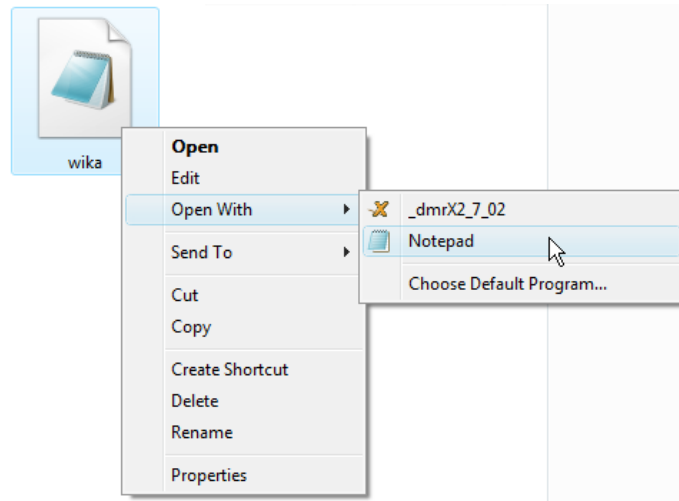 wika
Open
Edit
Open With
_dmrX2_7_02
Notepad
Choose Default Program...
Send To
Cut
Copy
Create Shortcut
Delete
Rename
Properties